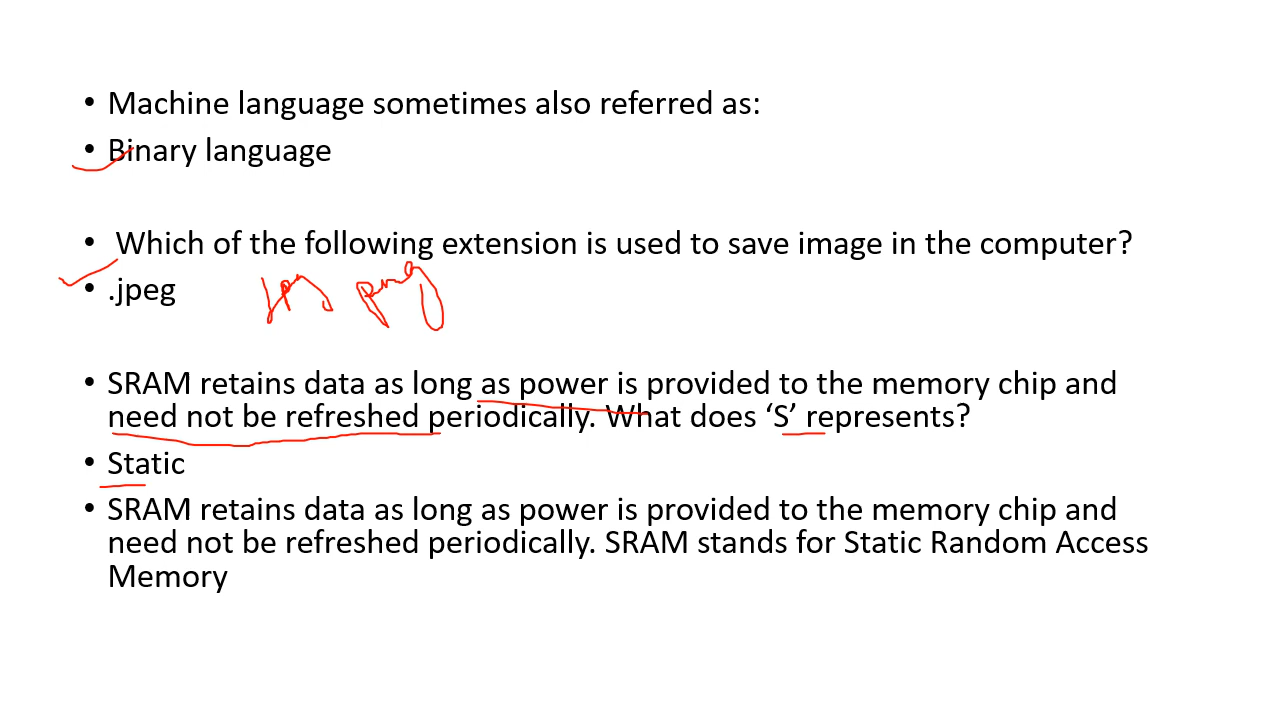 • Machine language sometimes also referred as:
• Binary language
• Which of the following extension is used to save image in the computer?
• .jpeg
png
• SRAM retains data as long as power is provided to the memory chip and
need not be refreshed periodically. What does ‘S’ represents?
• Static
• SRAM retains data as long as power is provided to the memory chip and
need not be refreshed periodically. SRAM stands for Static Random Access
Memory